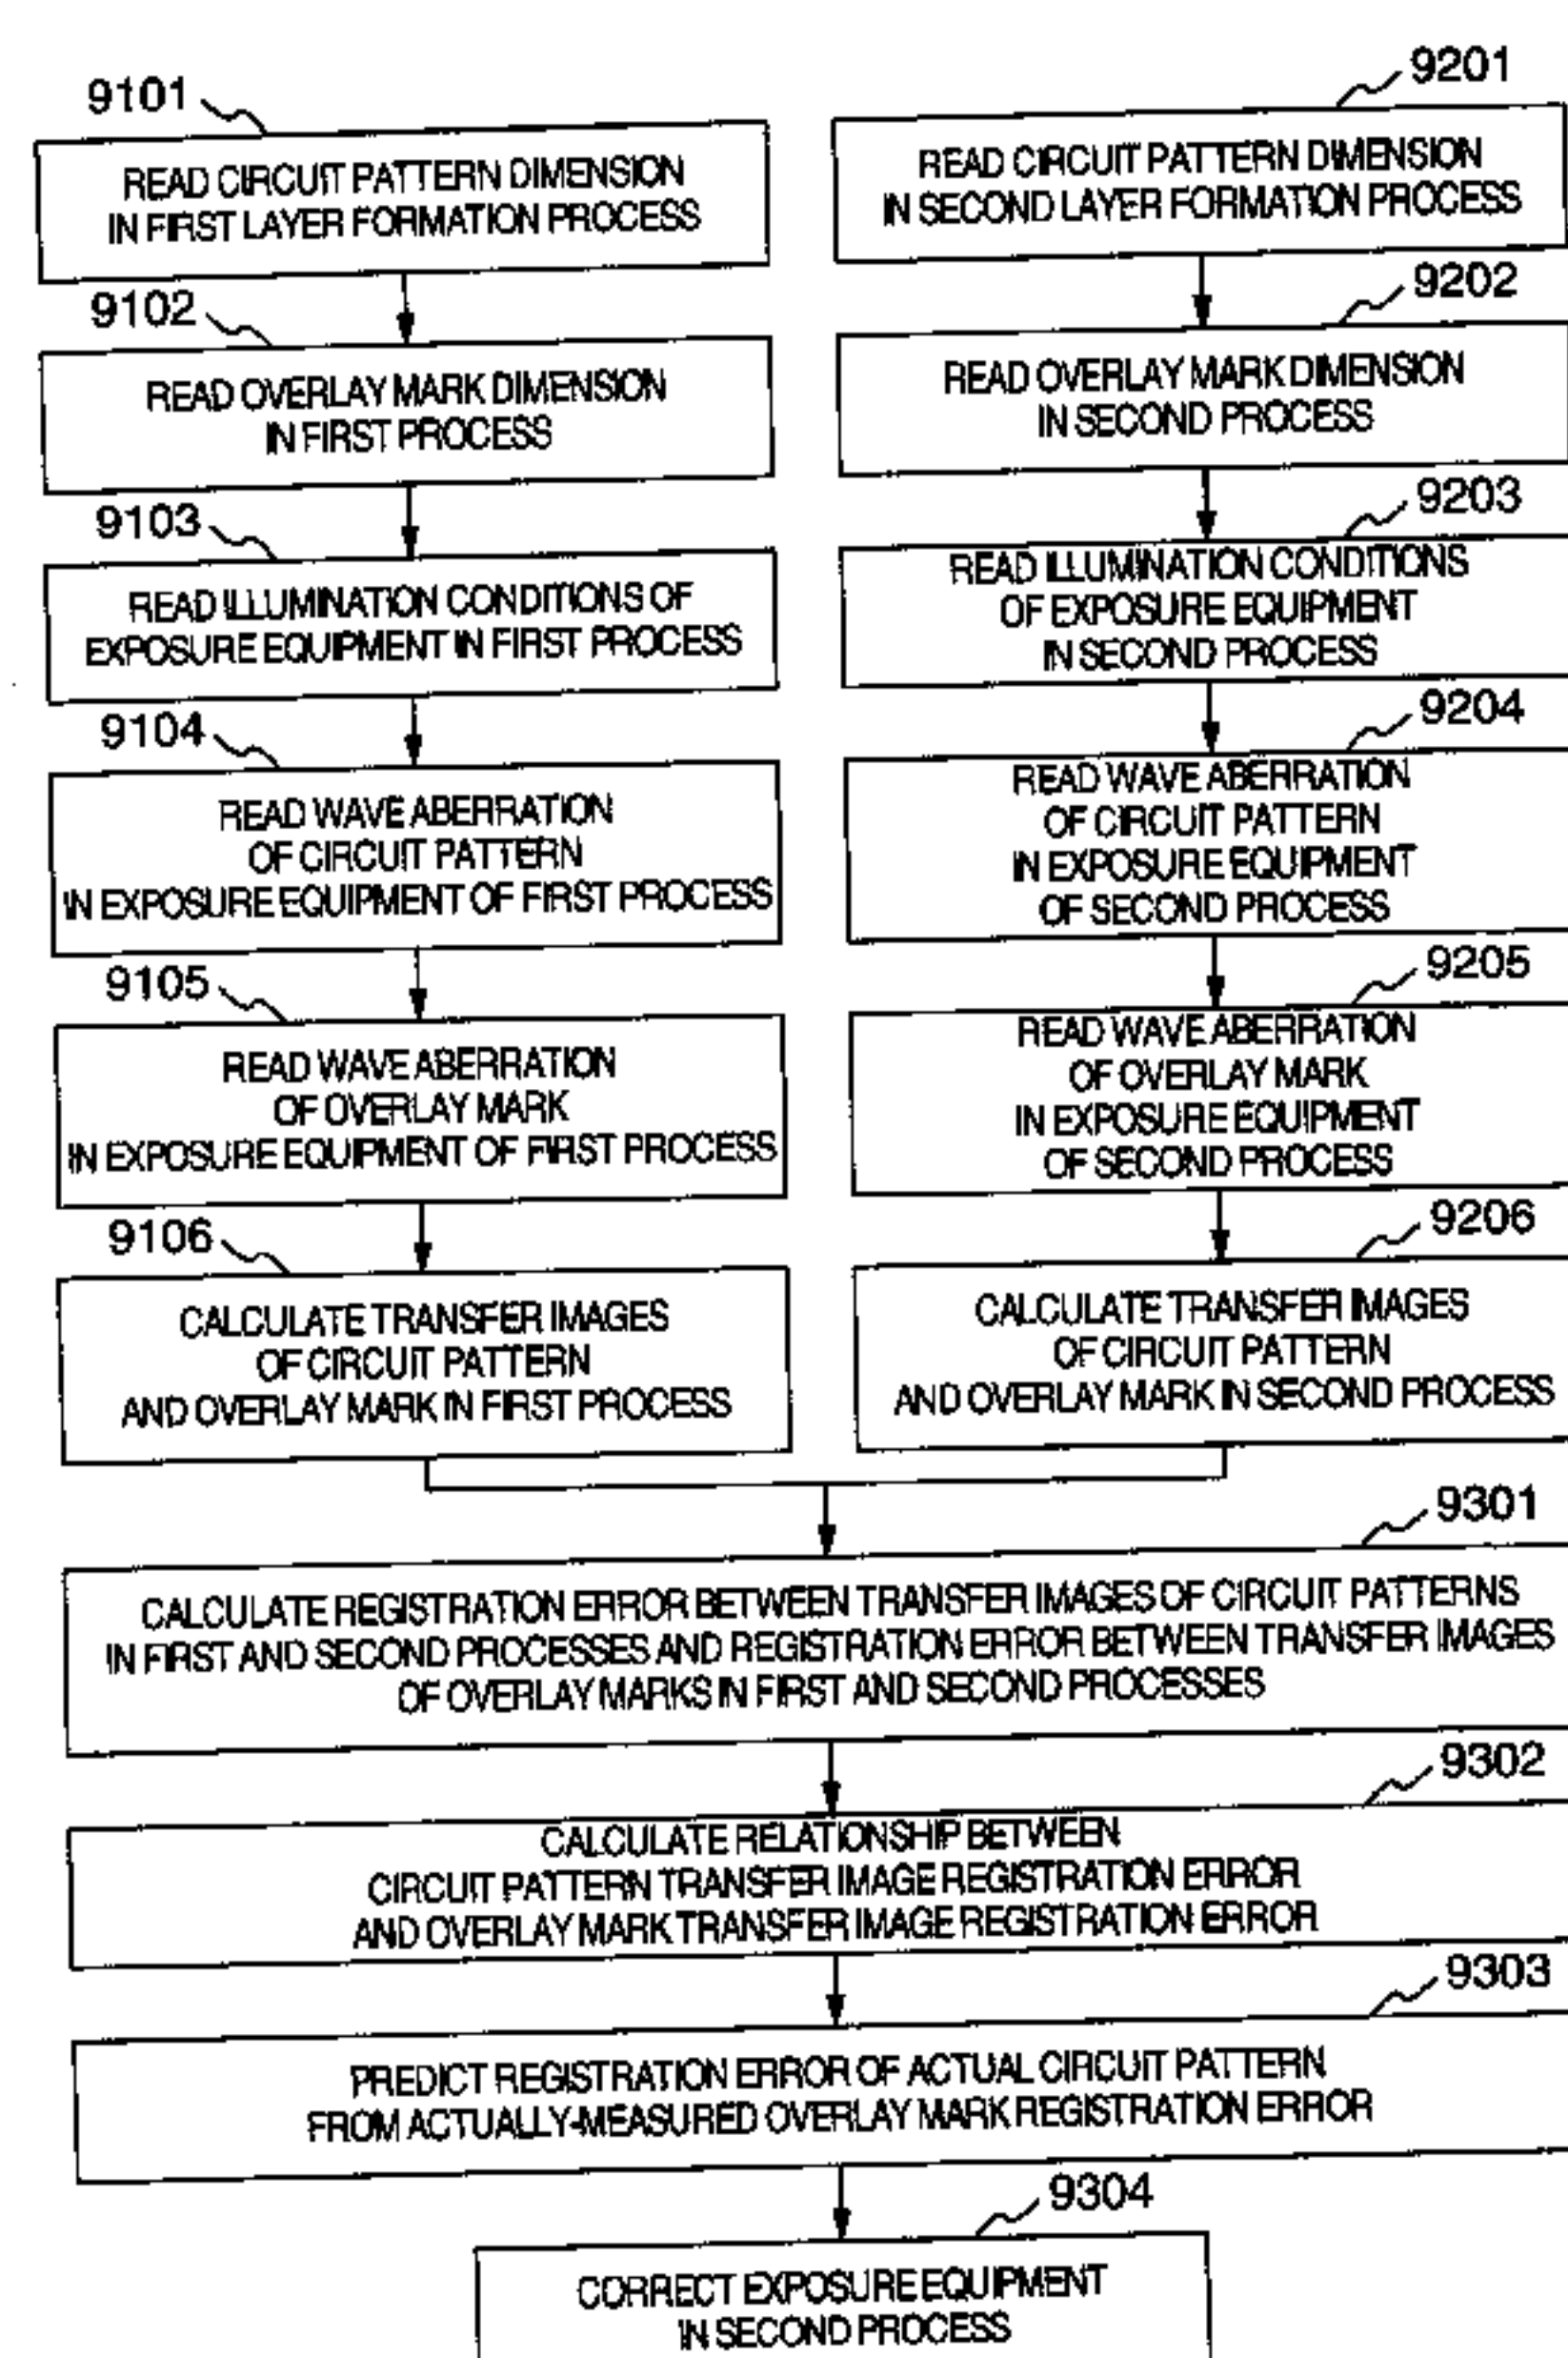 9101
READ CIRCUIT PATTERN DIMENSION
IN FIRST LAYER FORMATION PROCESS
9102
READ OVERLAY MARK DIMENSION
IN FIRST PROCESS
9103
READ ILLUMINATION CONDITIONS OF
EXPOSURE EQUIPMENT IN FIRST PROCESS
9104
READ WAVE ABERRATION
OF CIRCUIT PATTERN
IN EXPOSURE EQUIPMENT OF FIRST PROCESS
9105
READ WAVE ABERRATION
OF OVERLAY MARK
IN EXPOSURE EQUIPMENT OF FIRST PROCESS
9106
CALCULATE TRANSFER IMAGES
OF CIRCUIT PATTERN
AND OVERLAY MARK IN FIRST PROCESS
9201
READ CIRCUIT PATTERN DIMENSION
IN SECOND LAYER FORMATION PROCESS
9202
READ OVERLAY MARK DIMENSION
IN SECOND PROCESS
9203
READ ILLUMINATION CONDITIONS
OF EXPOSURE EQUIPMENT
IN SECOND PROCESS
9204
READ WAVE ABERRATION
OF CIRCUIT PATTERN
IN EXPOSURE EQUIPMENT
OF SECOND PROCESS
9205
READ WAVE ABERRATION
OF OVERLAY MARK
IN EXPOSURE EQUIPMENT
OF SECOND PROCESS
9206
CALCULATE TRANSFER IMAGES
OF CIRCUIT PATTERN
AND OVERLAY MARK IN SECOND PROCESS
9301
CALCULATE REGISTRATION ERROR BETWEEN TRANSFER IMAGES OF CIRCUIT PATTERNS
IN FIRST AND SECOND PROCESSES AND REGISTRATION ERROR BETWEEN TRANSFER IMAGES
OF OVERLAY MARKS IN FIRST AND SECOND PROCESSES
9302
CALCULATE RELATIONSHIP BETWEEN
CIRCUIT PATTERN TRANSFER IMAGE REGISTRATION ERROR
AND OVERLAY MARK TRANSFER IMAGE REGISTRATION ERROR
9303
PREDICT REGISTRATION ERROR OF ACTUAL CIRCUIT PATTERN
FROM ACTUALLY-MEASURED OVERLAY MARK REGISTRATION ERROR
9304
CORRECT EXPOSURE EQUIPMENT
IN SECOND PROCESS